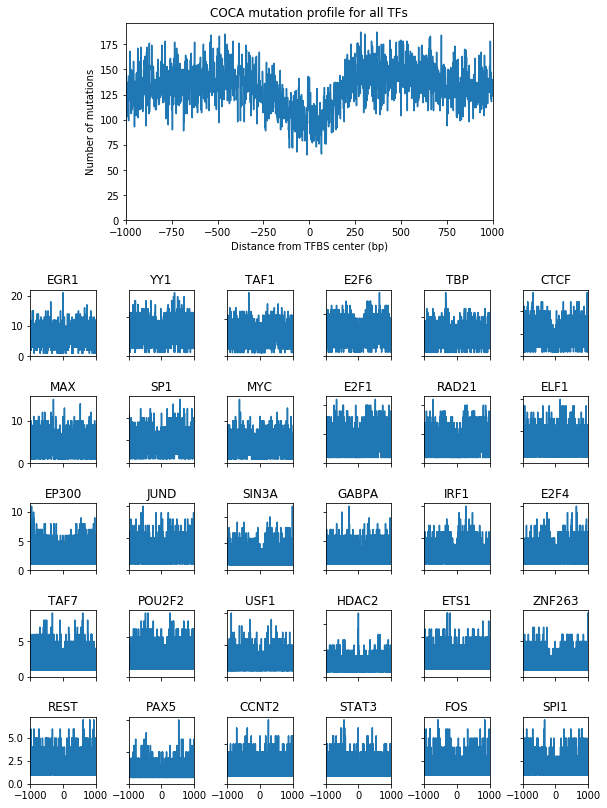 COCA mutation profile for all TFs
175
150
125
100
75
50
25
0
Number of mutations
−1000 −750 −500 −250 0 250 500 750 1000
Distance from TFBS center (bp)
EGR1 YY1 TAF1 E2F6 TBP CTCF
20
10
0
MAX SP1 MYC E2F1 RAD21 ELF1
10
0
EP300 JUND SIN3A GABPA IRF1 E2F4
10
5
0
TAF7 POU2F2 USF1 HDAC2 ETS1 ZNF263
5
0
REST PAX5 CCNT2 STAT3 FOS SPI1
5.0
2.5
0.0
−1000 0 1000 −1000 0 1000 −1000 0 1000 −1000 0 1000 −1000 0 1000 −1000 0 1000